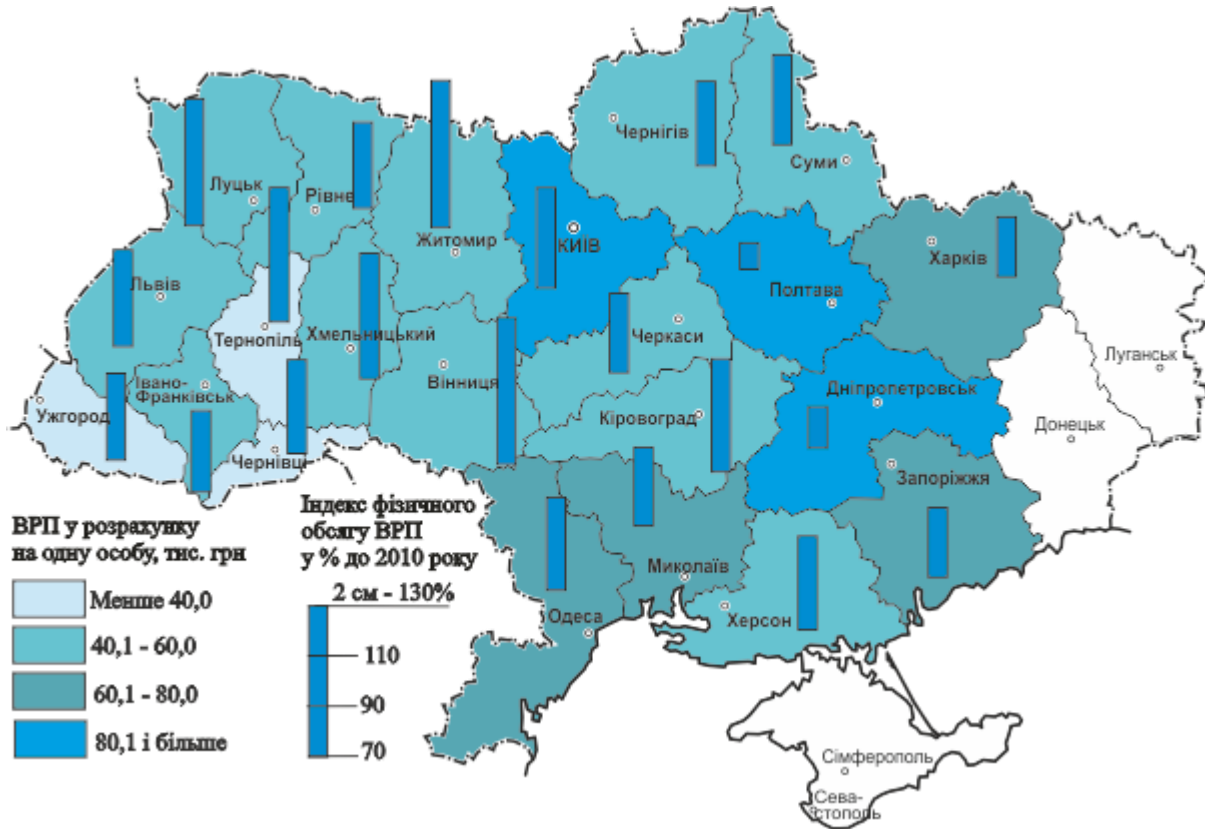 Чернігів
Суми
Луцьк
Рівне
Житомир
КИЇВ
Харків
Львів
Полтава
Тернопіль
Хмельницький
Черкаси
Луганськ
Вінниця
Івано-
Франківськ
Ужгород
Дніпропетровськ
Кіровоград
Донецьк
Чернівці
Запоріжжя
Миколаїв
Одеса
Херсон
Сімферополь
Сева-
стополь
ВРП у розрахунку
на одну особу, тис. грн
Менше 40,0
40,1 - 60,0
60,1 - 80,0
80,1 і більше
Індекс фізичного
обсягу ВРП
у % до 2010 року
2 см - 130%
110
90
70